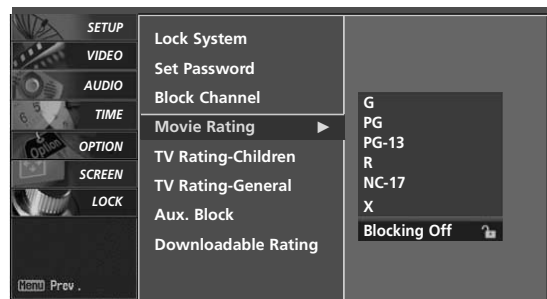 SETUP
VIDEO
AUDIO
TIME
OPTION
SCREEN
LOCK
Menu Prev.
Lock System
Set Password
Block Channel
Movie Rating ►
TV Rating-Children
TV Rating-General
Aux. Block
Downloadable Rating
G
PG
PG-13
R
NC-17
X
Blocking Off